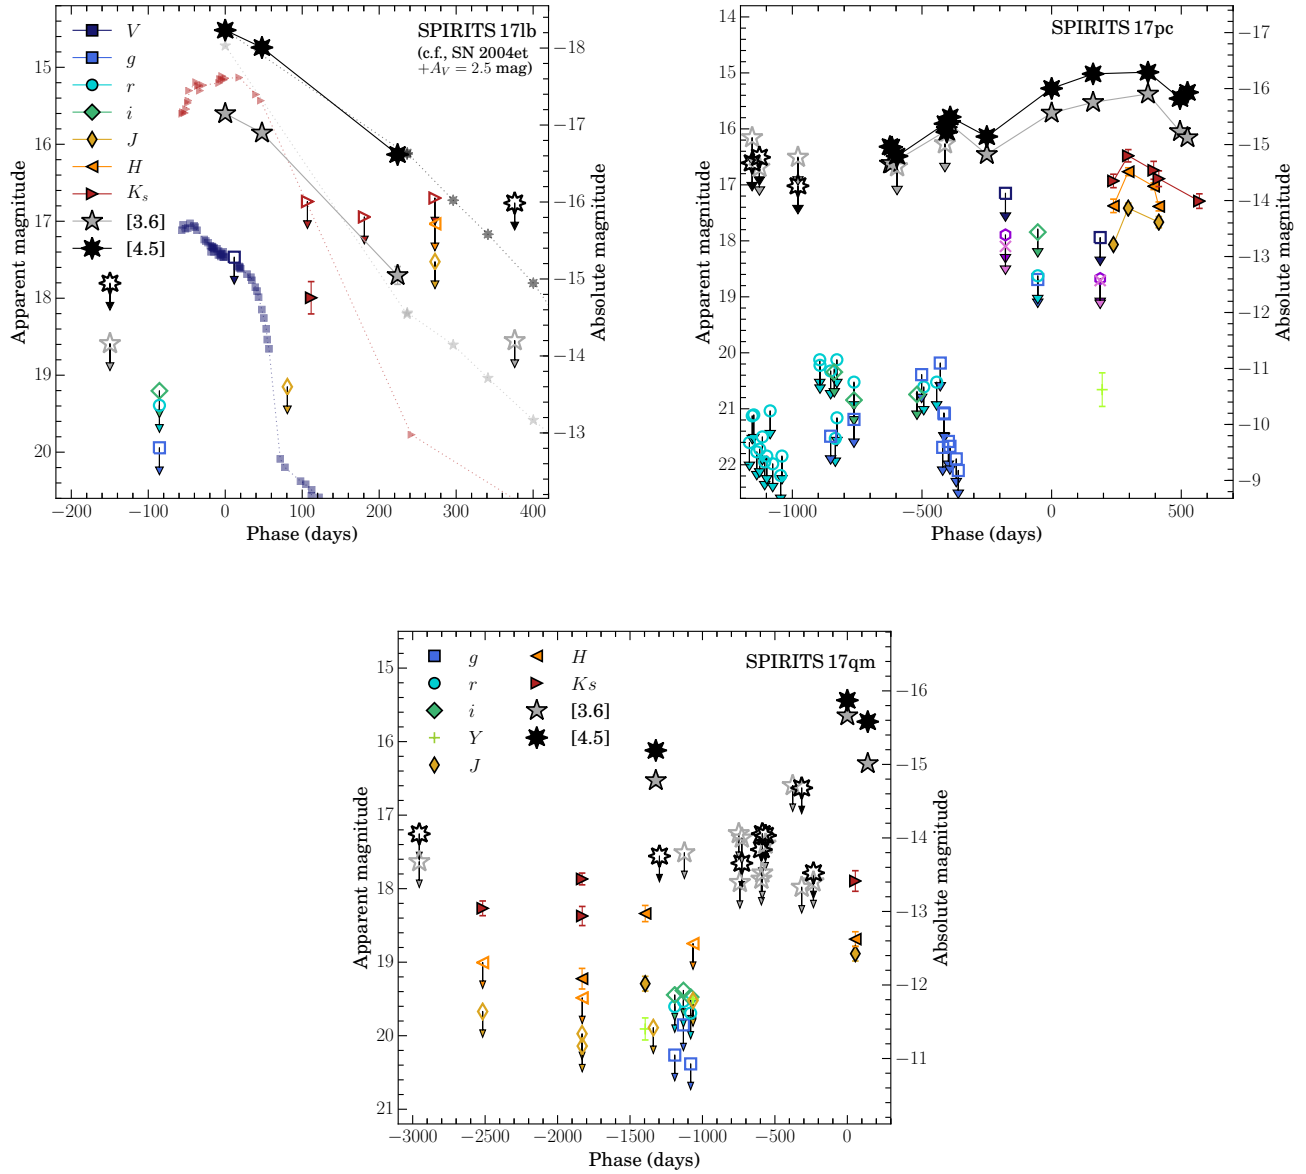 SPIRITS 17lb
(c.f., SN 2004et
+A_V = 2.5 mag)
V
g
r
i
J
H
K_s
[3.6]
[4.5]
15
16
17
18
19
20
−18
−17
−16
−15
−14
−13
−200
−100
0
100
200
300
400
Apparent magnitude
Absolute magnitude
Phase (days)
SPIRITS 17pc
14
15
16
17
18
19
20
21
22
−17
−16
−15
−14
−13
−12
−11
−10
−9
−1000
−500
0
500
Apparent magnitude
Absolute magnitude
Phase (days)
SPIRITS 17qm
g
r
i
Y
J
H
Ks
[3.6]
[4.5]
15
16
17
18
19
20
21
−16
−15
−14
−13
−12
−11
−3000
−2500
−2000
−1500
−1000
−500
0
Apparent magnitude
Absolute magnitude
Phase (days)